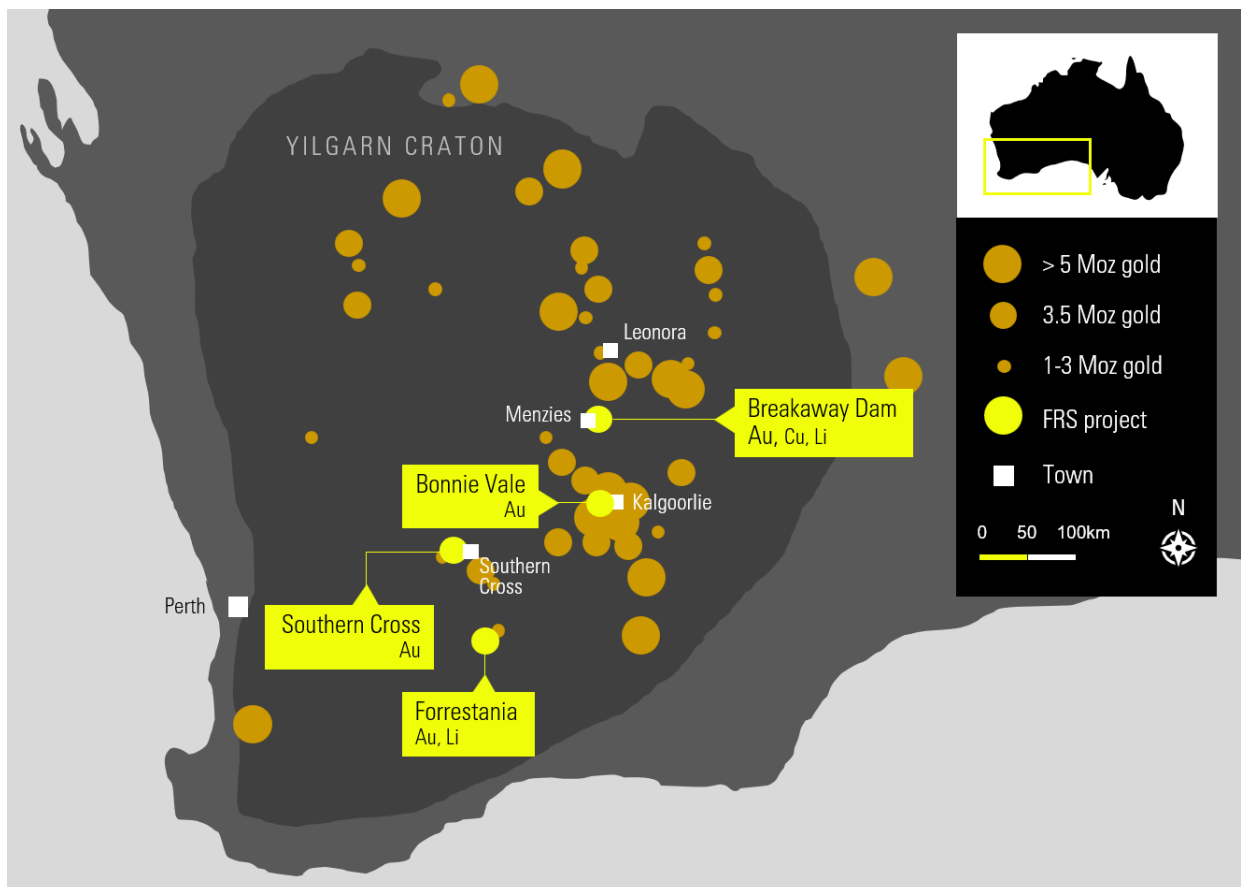 YILGARN CRATON
> 5 Moz gold
3.5 Moz gold
1-3 Moz gold
FRS project
Town
N
0 50 100km
Leonora
Menzies
Breakaway Dam
Au, Cu, Li
Bonnie Vale
Au
Kalgoorlie
Southern
Cross
Perth
Southern Cross
Au
Forrestania
Au, Li